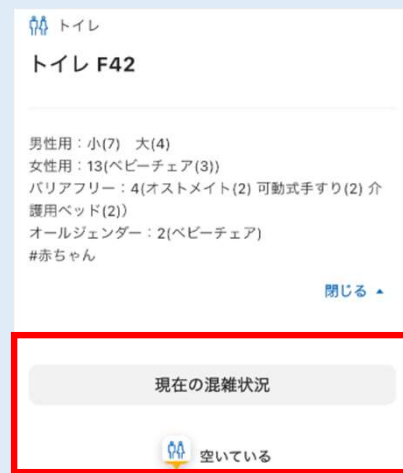 トイレ
トイレ F42
男性用：小(7)　大(4)
女性用：13(ベビーチェア(3))
バリアフリー：4(オストメイト(2) 可動式手すり(2) 介
護用ベッド(2))
オールジェンダー：2(ベビーチェア)
#赤ちゃん
閉じる ▲
現在の混雑状況
空いている